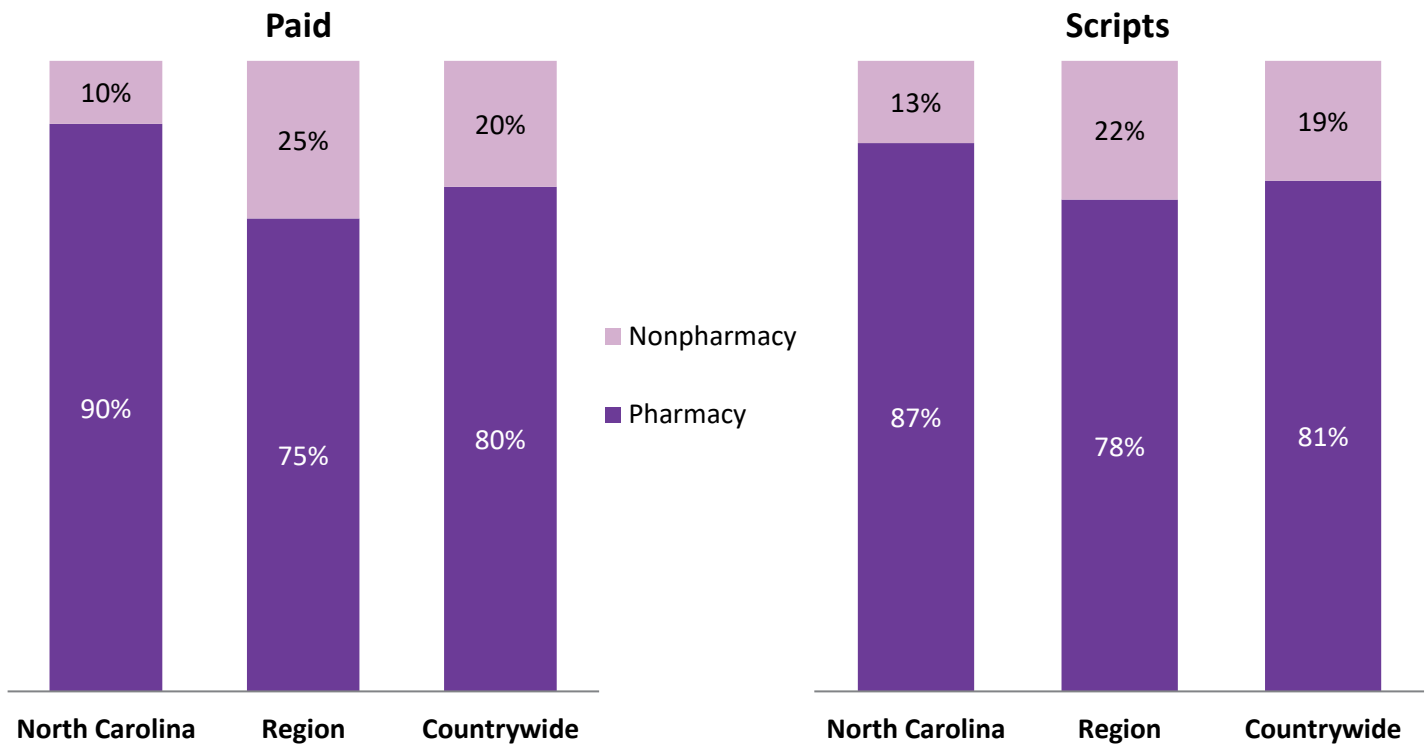 Paid
10%
25%
20%
90%
75%
80%
North Carolina
Region
Countrywide
Nonpharmacy
Pharmacy
Scripts
13%
22%
19%
87%
78%
81%
North Carolina
Region
Countrywide